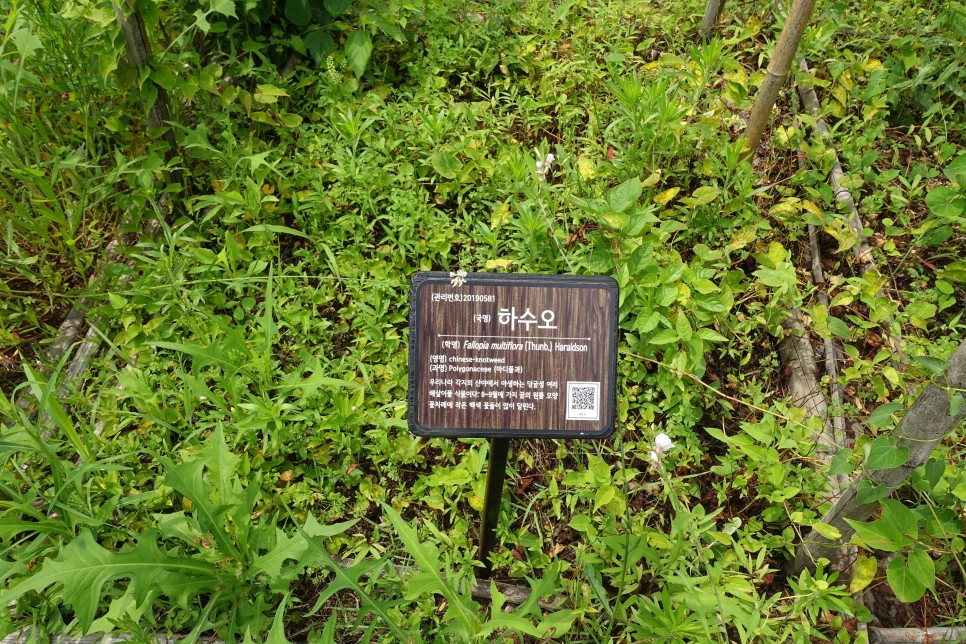 [관리번호]20190581
[국명] 하수오
(학명) Fallopia multiflora (Thunb.) Haraldson
[영명] chinese-knotweed
[과명] Polygonaceae (마디풀과)
우리나라 각지의 산야에서 야생하는 덩굴성 여러
해살이풀 식물이다. 8~9월에 가지 끝의 원뿔 모양
꽃차례에 작은 백색 꽃들이 많이 달린다.